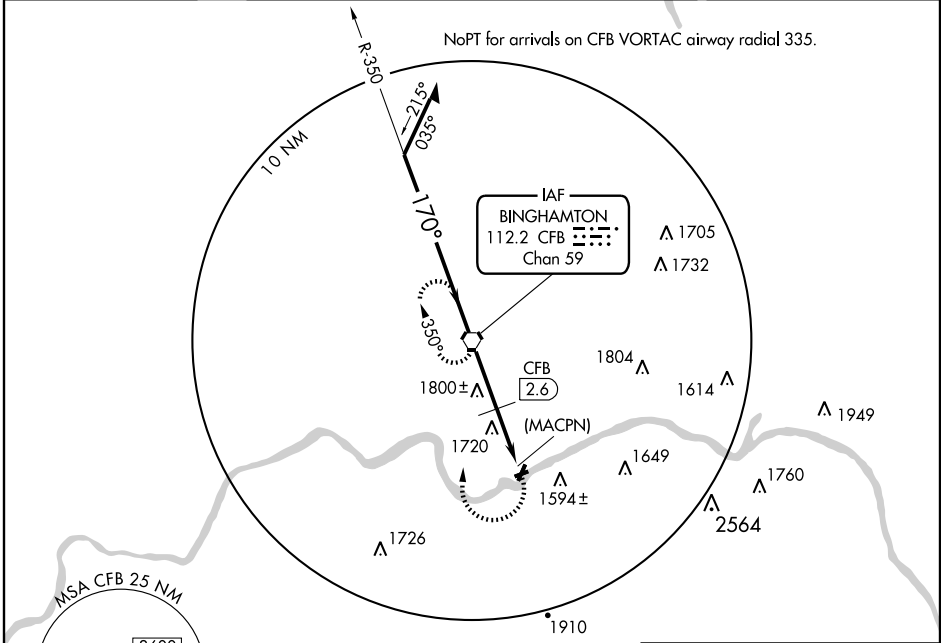 NoPT for arrivals on CFB VORTAC airway radial 335.
R-350
215°
035°
10 NM
170°
IAF
BINGHAMTON
112.2 CFB
Chan 59
1705
1732
350°
1804
CFB
2.6
1800±
1614
1949
(MACPN)
1720
1649
1760
1594±
2564
1726
MSA CFB 25 NM
1910